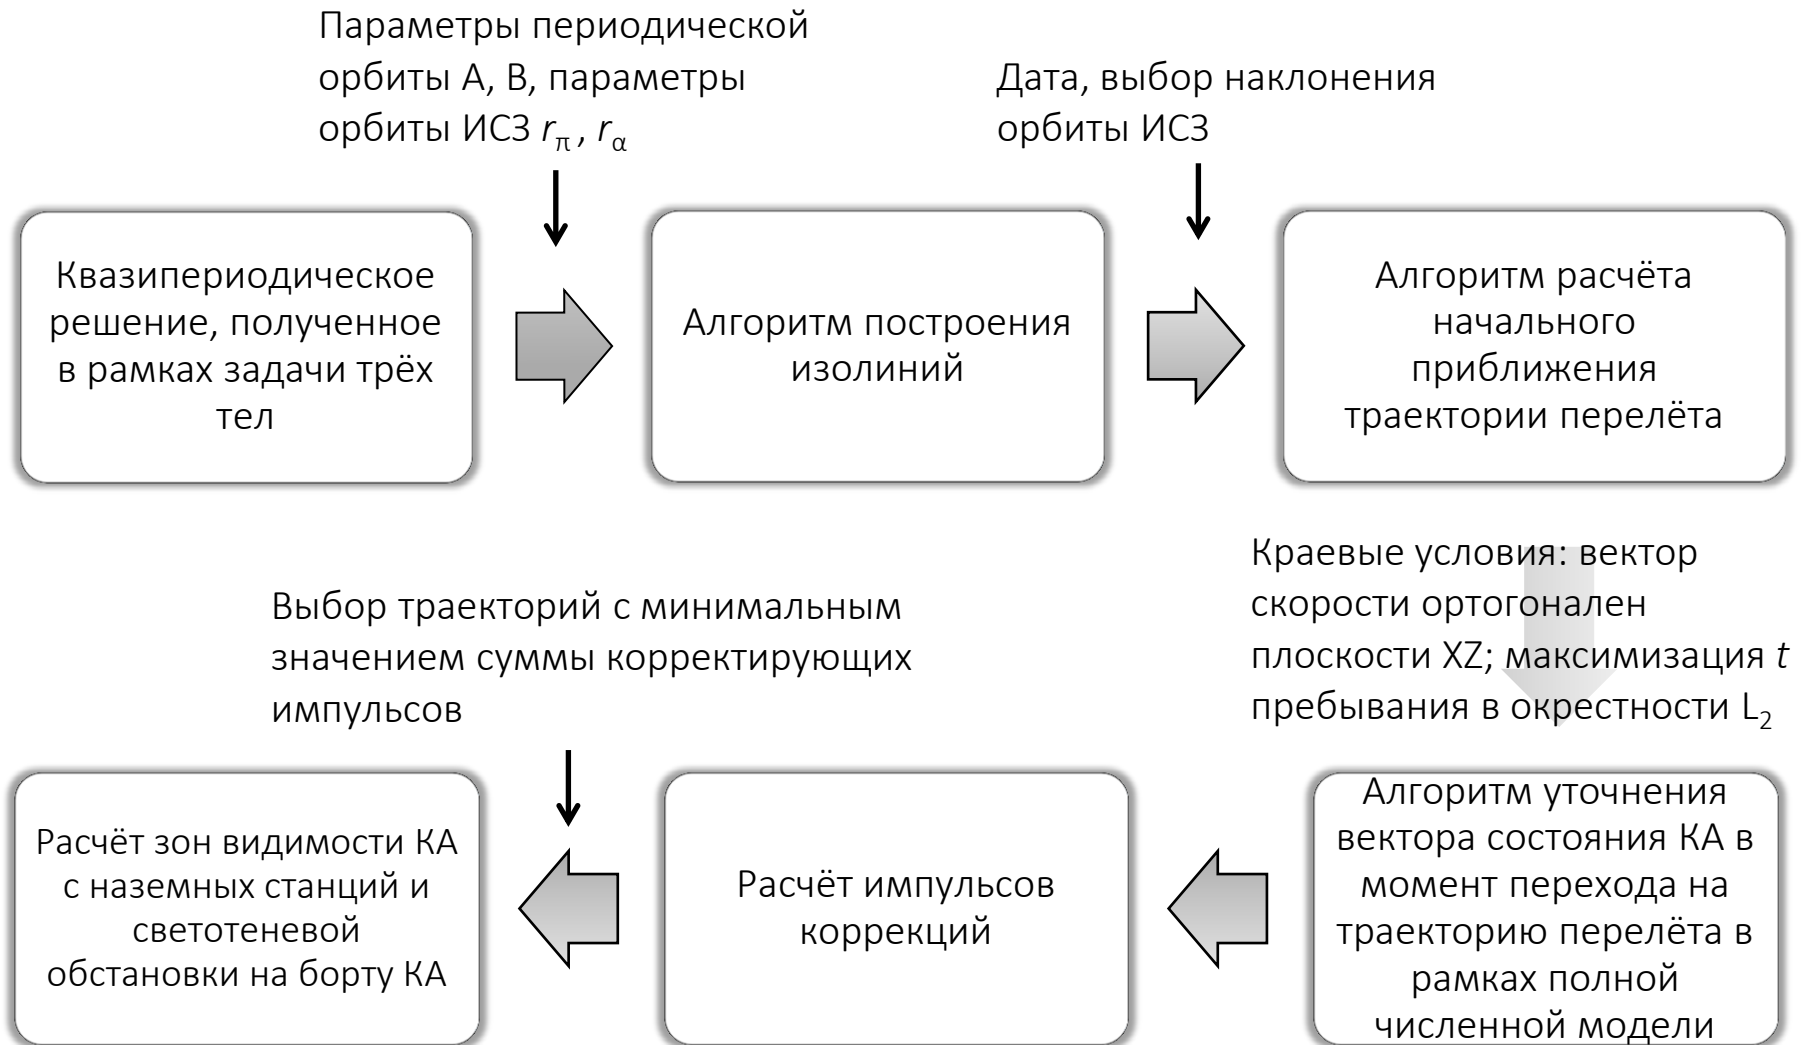 Параметры периодической
орбиты А, В, параметры
орбиты ИСЗ rπ , rα
Дата, выбор наклонения
орбиты ИСЗ
Квазипериодическое
решение, полученное
в рамках задачи трёх
тел
Алгоритм построения
изолиний
Алгоритм расчёта
начального
приближения
траектории перелёта
Краевые условия: вектор
скорости ортогонален
плоскости XZ; максимизация t
пребывания в окрестности L2
Алгоритм уточнения
вектора состояния КА в
момент перехода на
траекторию перелёта в
рамках полной
численной модели
Расчёт импульсов
коррекций
Выбор траекторий с минимальным
значением суммы корректирующих
импульсов
Расчёт зон видимости КА
с наземных станций и
светотеневой
обстановки на борту КА